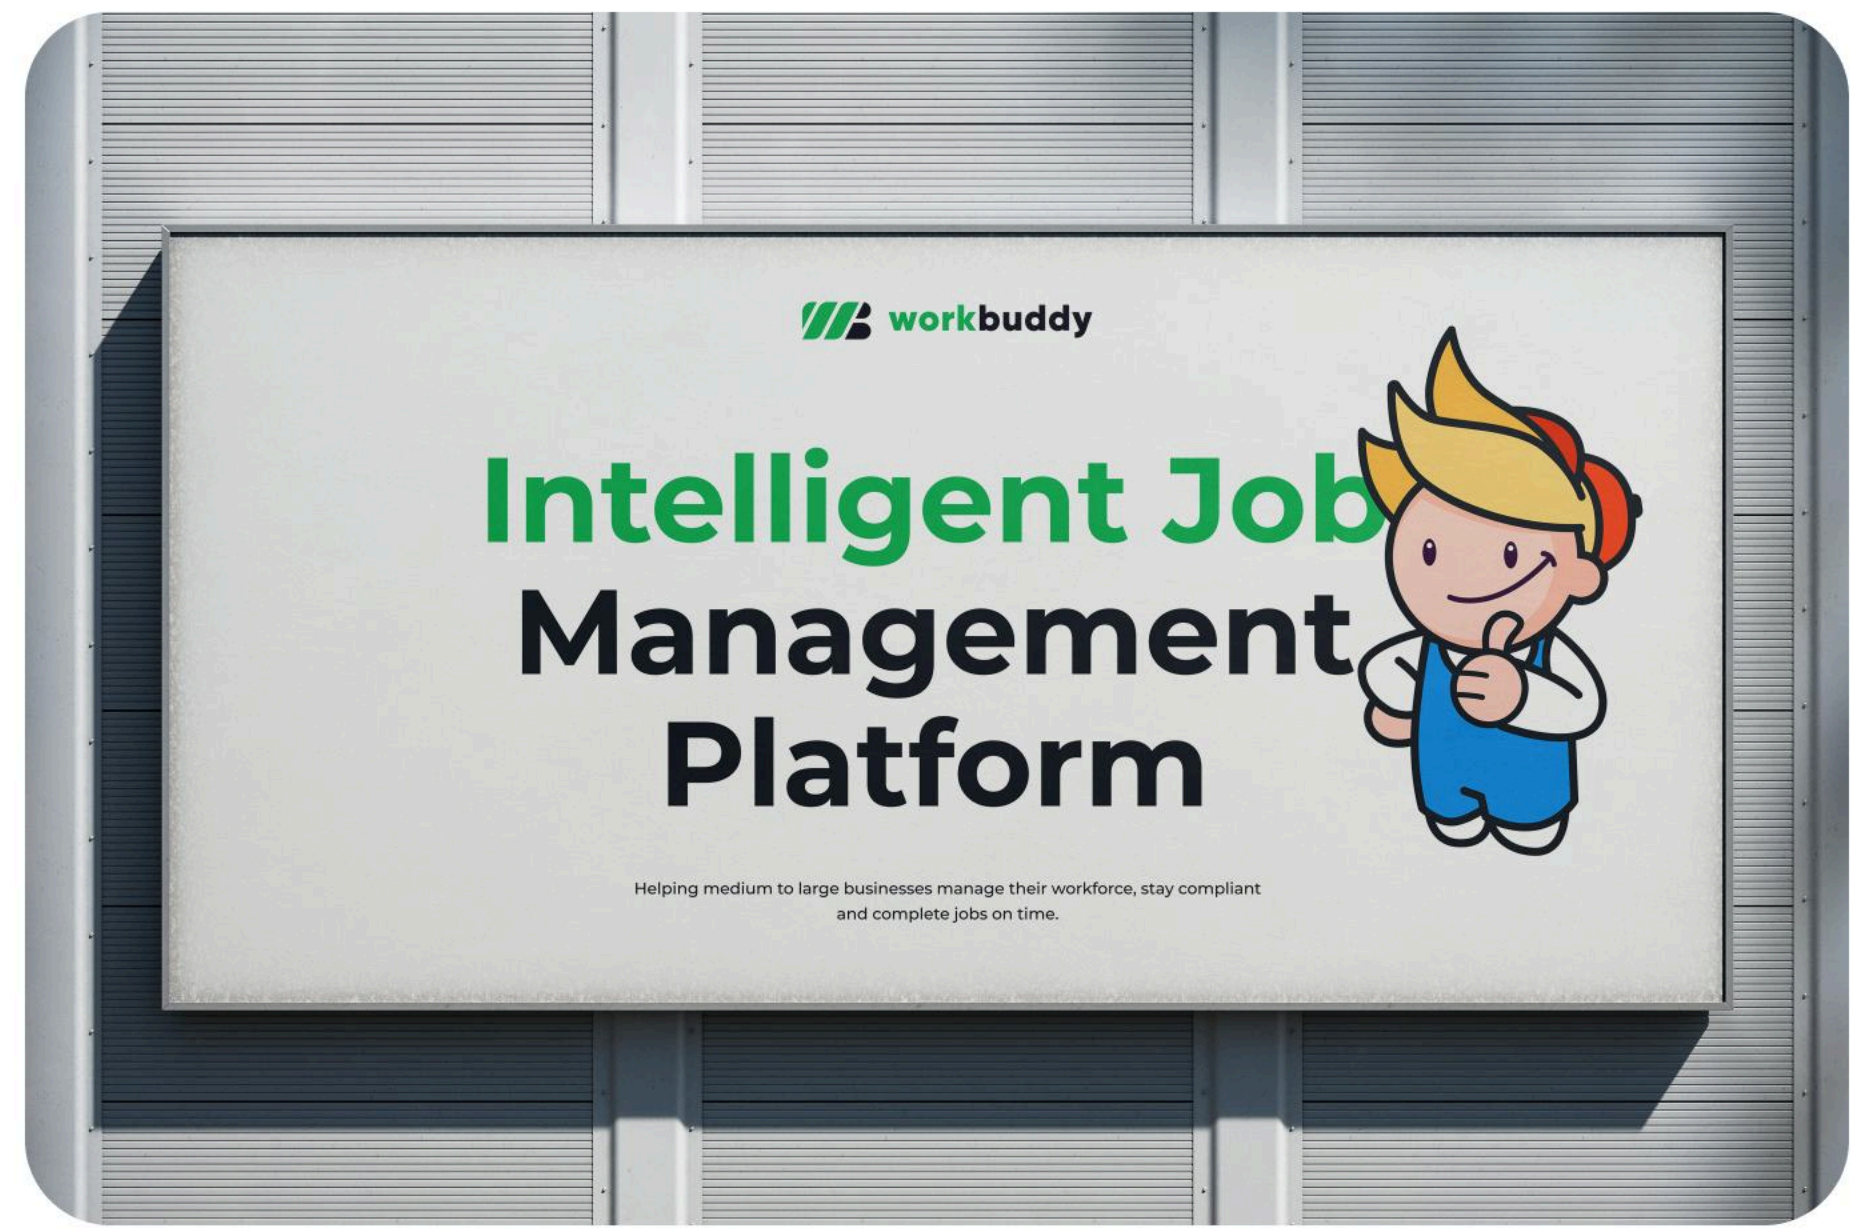 workbuddy
Intelligent Job
Management
Platform
Helping medium to large businesses manage their workforce, stay compliant
and complete jobs on time.